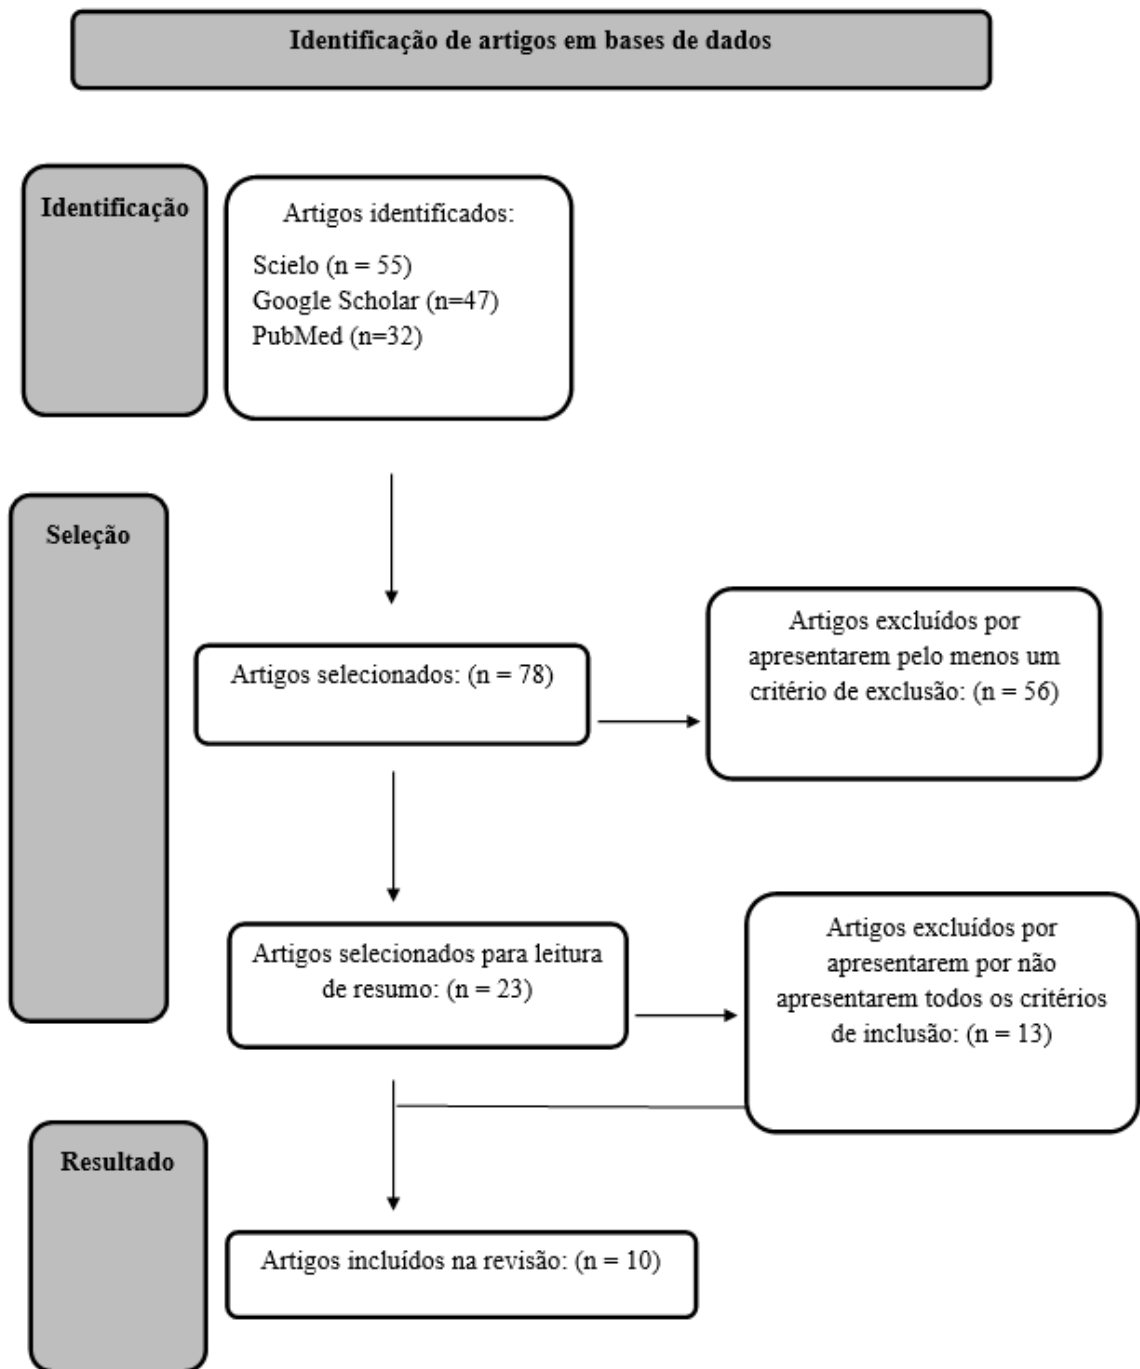 Identificação de artigos em bases de dados
Identificação
Artigos identificados:
Scielo (n = 55)
Google Scholar (n=47)
PubMed (n=32)
Seleção
Artigos selecionados: (n = 78)
Artigos excluídos por
apresentarem pelo menos um
critério de exclusão: (n = 56)
Artigos selecionados para leitura
de resumo: (n = 23)
Artigos excluídos por
apresentarem por não
apresentarem todos os critérios
de inclusão: (n = 13)
Resultado
Artigos incluídos na revisão: (n = 10)